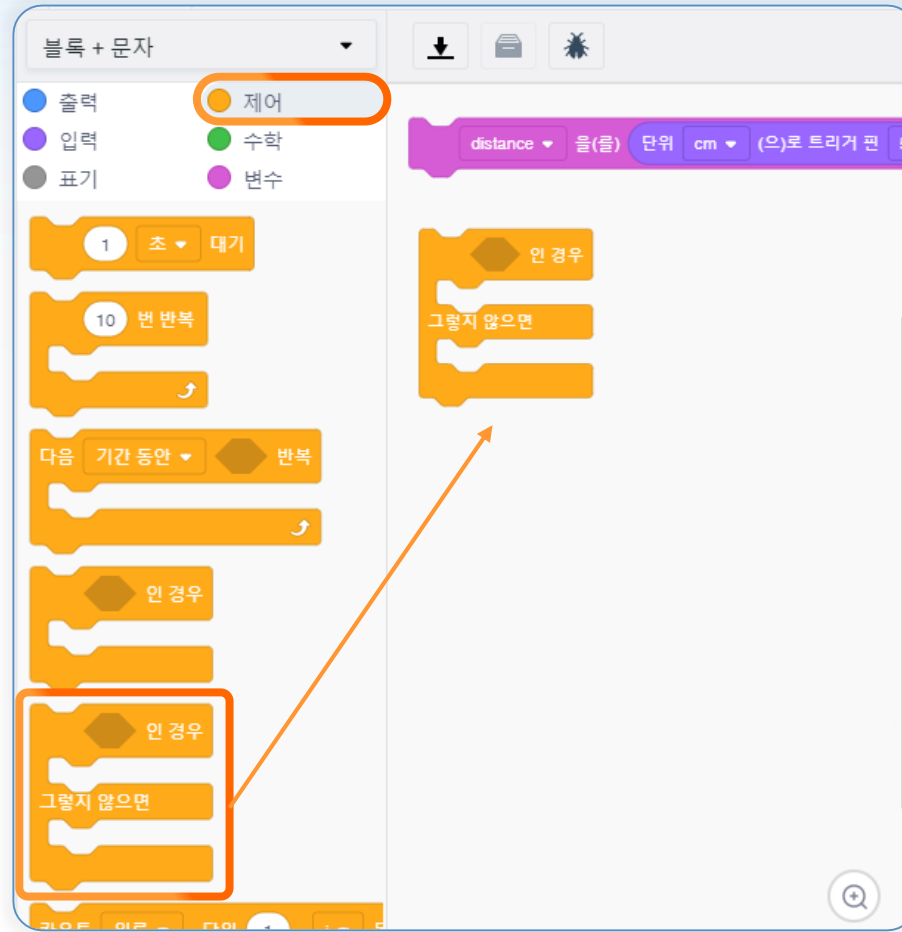 블록 + 문자
출력
제어
입력
수학
표기
변수
1 초 대기
10 번 반복
다음 기간 동안 반복
인 경우
인 경우
그렇지 않으면
distance 을(를) 단위 cm (으)로 트리거 핀
인 경우
그렇지 않으면